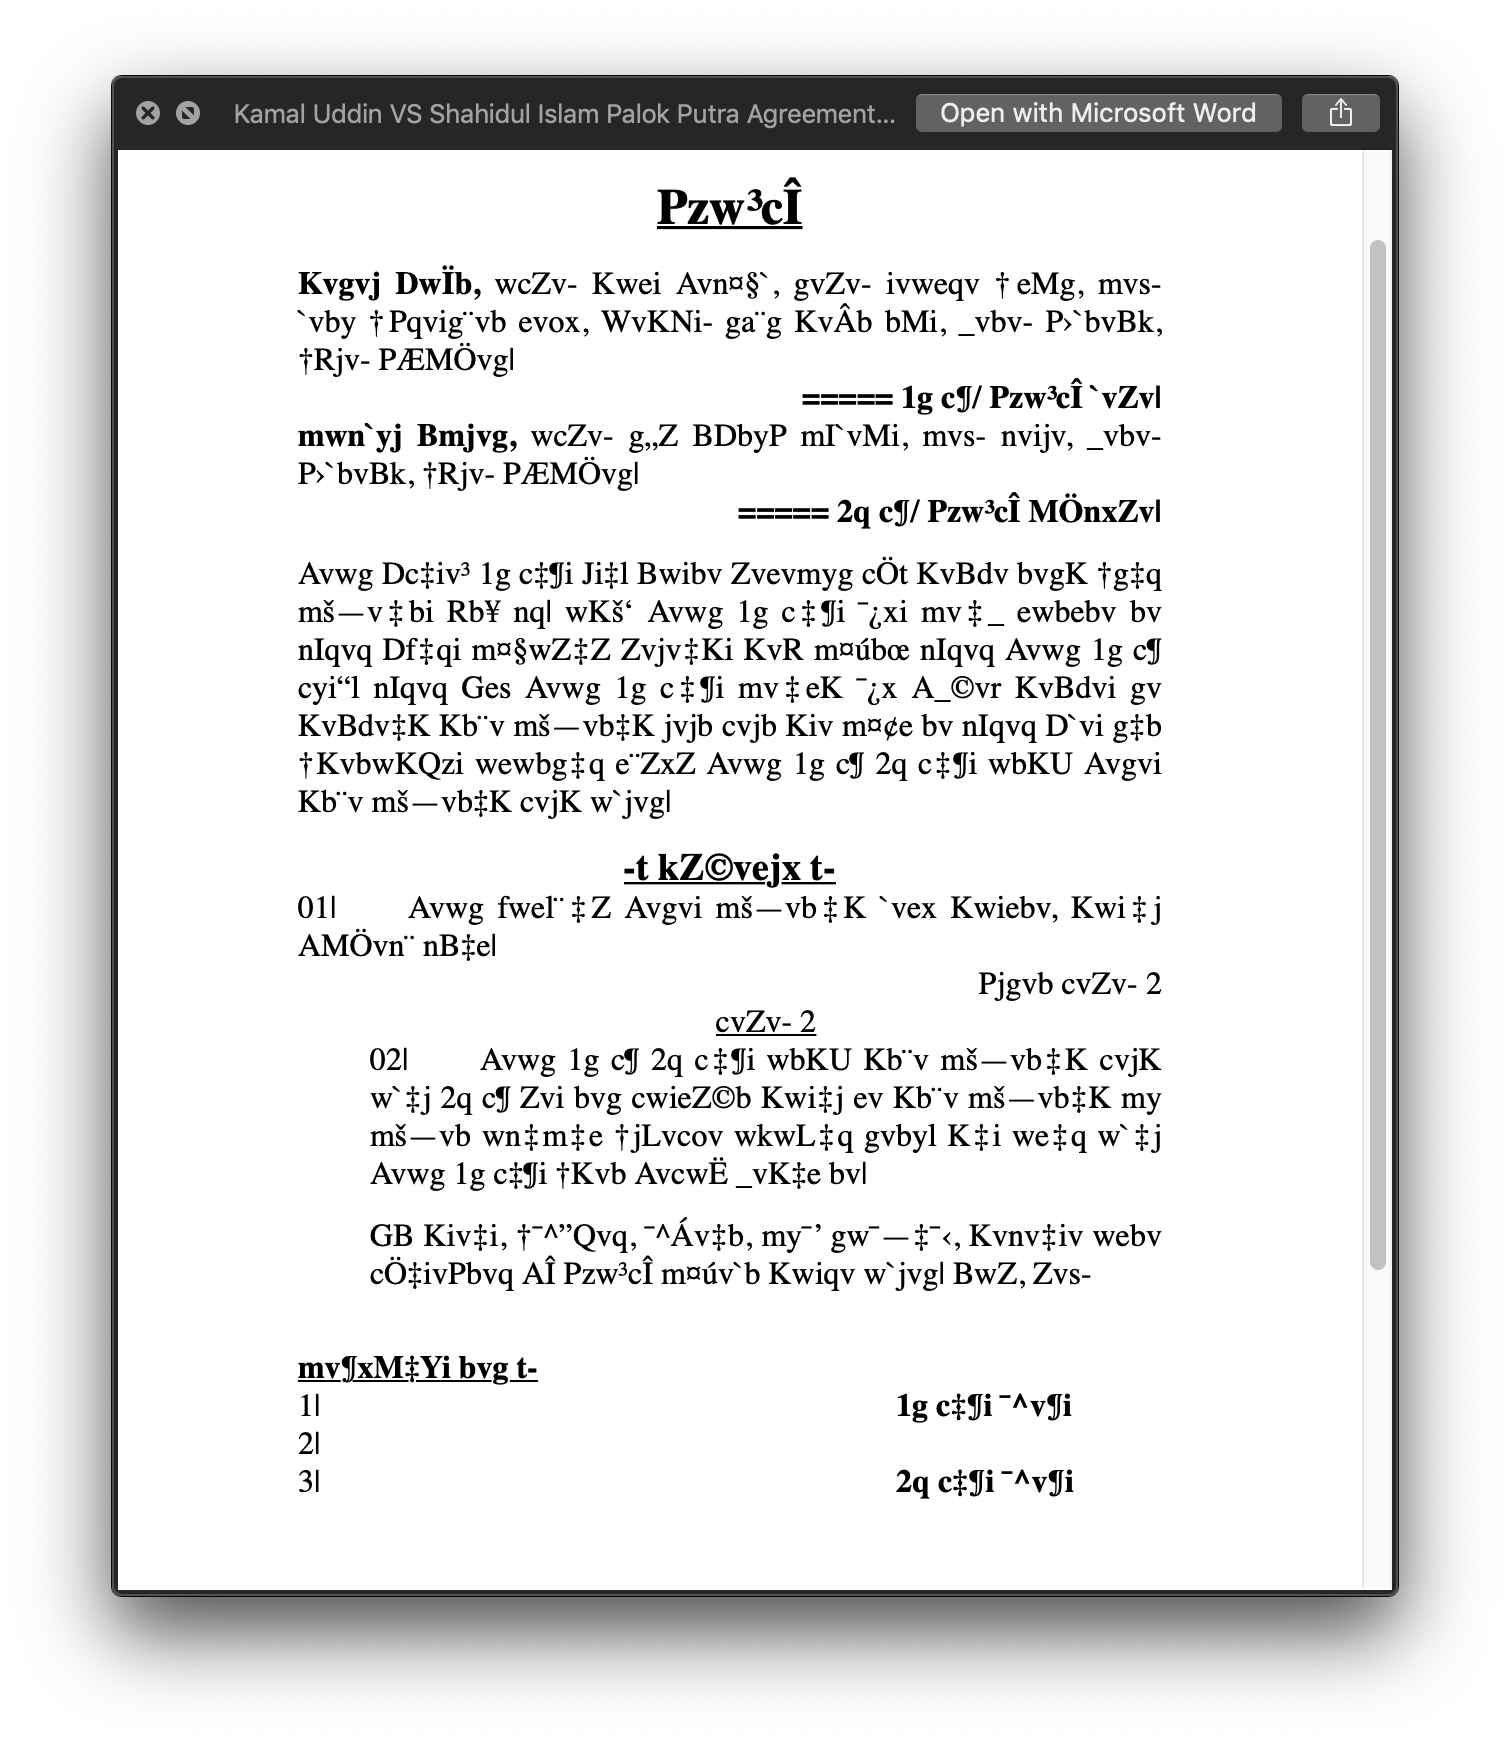 Kamal Uddin VS Shahidul Islam Palok Putra Agreement...
Open with Microsoft Word
Pzw³cÎ
Kvgvj DwÏb, wcZv- Kwei Avn¤§`, gvZv- ivweqv †eMg, mvs-
`vby †Pqvig¨vb evox, WvKNi- ga¨g KvÂb bMi, _vbv- P›`bvBk,
†Rjv- PÆMÖvg|
===== 1g c¶/ Pzw³cÎ `vZv|
mwn`yj Bmjvg, wcZv- g„Z BDbyP mI`vMi, mvs- nvijv, _vbv-
P›`bvBk, †Rjv- PÆMÖvg|
===== 2q c¶/ Pzw³cÎ MÖnxZv|
Avwg Dc‡iv³ 1g c‡¶i Ji‡l Bwibv Zvevmyg cÖt KvBdv bvgK †g‡q
mš—v‡bi Rb¥ nq| wKš‘ Avwg 1g c‡¶i ¯¿xi mv‡_ ewbebv bv
nIqvq Df‡qi m¤§wZ‡Z Zvjv‡Ki KvR m¤úbœ nIqvq Avwg 1g c¶
cyi“l nIqvq Ges Avwg 1g c‡¶i mv‡eK ¯¿x A_©vr KvBdvi gv
KvBdv‡K Kb¨v mš—vb‡K jvjb cvjb Kiv m¤¢e bv nIqvq D`vi g‡b
†KvbwKQzi wewbg‡q e¨ZxZ Avwg 1g c¶ 2q c‡¶i wbKU Avgvi
Kb¨v mš—vb‡K cvjK w`jvg|
-t kZ©vejx t-
01| Avwg fwel¨‡Z Avgvi mš—vb‡K `vex Kwiebv, Kwi‡j
AMÖvn¨ nB‡e|
Pjgvb cvZv- 2
cvZv- 2
02| Avwg 1g c¶ 2q c‡¶i wbKU Kb¨v mš—vb‡K cvjK
w`‡j 2q c¶ Zvi bvg cwieZ©b Kwi‡j ev Kb¨v mš—vb‡K my
mš—vb wn‡m‡e †jLvcov wkwL‡q gvbyl K‡i we‡q w`‡j
Avwg 1g c‡¶i †Kvb AvcwË _vK‡e bv|
GB Kiv‡i, †¯^”Qvq, ¯^Áv‡b, my¯’ gw¯—‡¯‹, Kvnv‡iv webv
cÖ‡ivPbvq AÎ Pzw³cÎ m¤úv`b Kwiqv w`jvg| BwZ, Zvs-
mv¶xM‡Yi bvg t-
1| 1g c‡¶i ¯^v¶i
2|
3| 2q c‡¶i ¯^v¶i